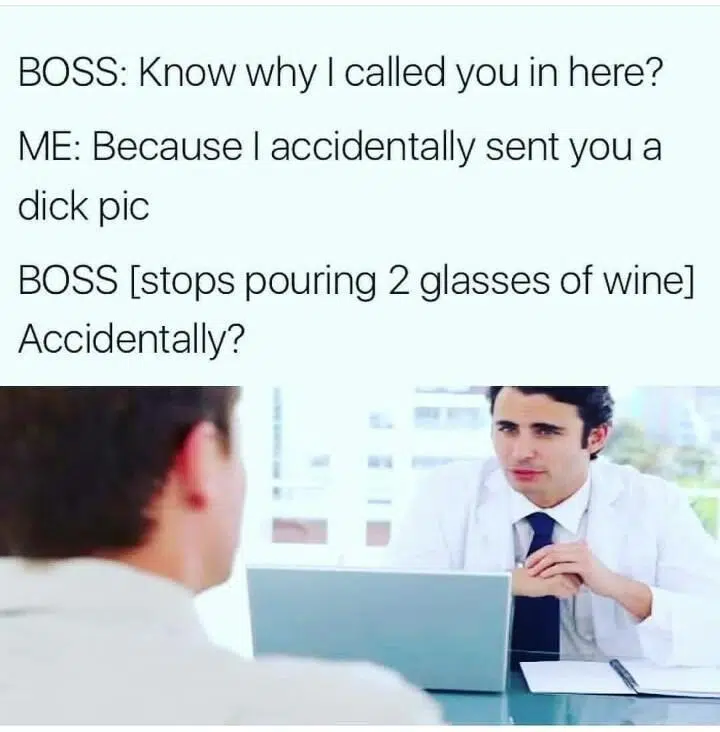 BOSS: Know why I called you in here?
ME: Because I accidentally sent you a
dick pic
BOSS [stops pouring 2 glasses of wine]
Accidentally?